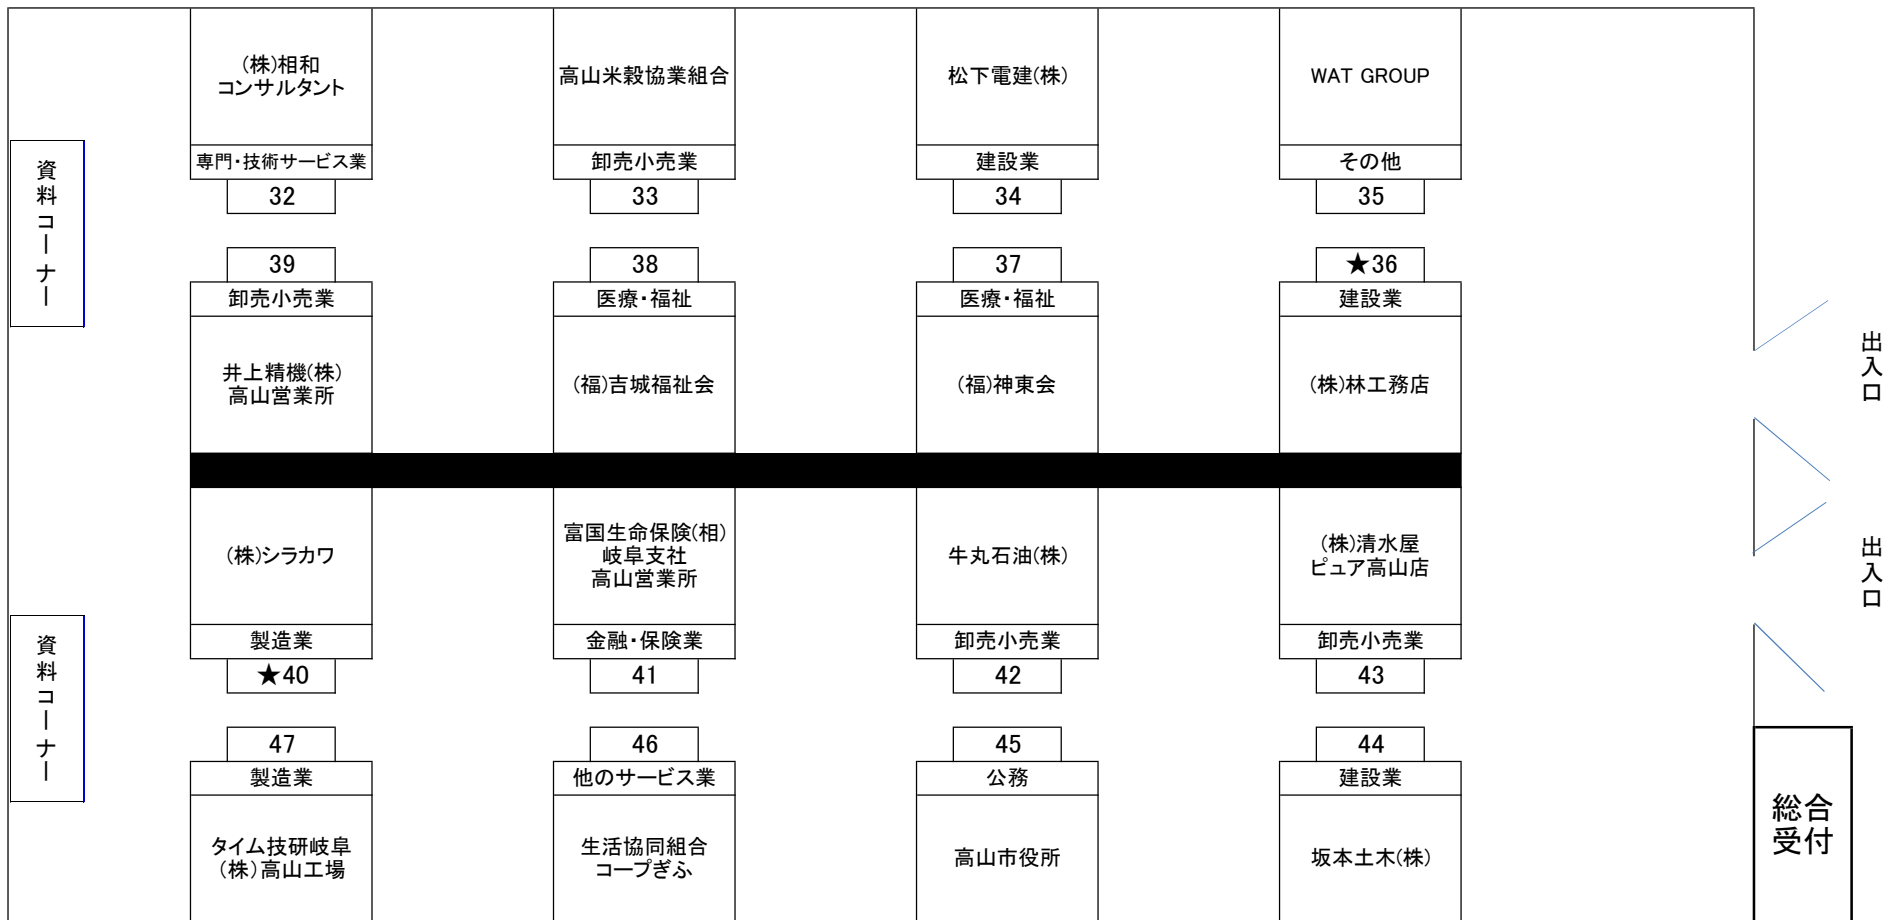 (株)相和
コンサルタント
高山米穀協業組合
松下電建(株)
WAT GROUP
専門・技術サービス業
卸売小売業
建設業
その他
32
33
34
35
資料コーナー
39
38
37
★36
卸売小売業
医療・福祉
医療・福祉
建設業
井上精機(株)
高山営業所
(福)吉城福祉会
(福)神東会
(株)林工務店
出入口
(株)シラカワ
富国生命保険(相)
岐阜支社
高山営業所
牛丸石油(株)
(株)清水屋
ピュア高山店
出入口
製造業
金融・保険業
卸売小売業
卸売小売業
★40
41
42
43
資料コーナー
47
46
45
44
製造業
他のサービス業
公務
建設業
タイム技研岐阜
(株)高山工場
生活協同組合
コープぎふ
高山市役所
坂本土木(株)
総合
受付